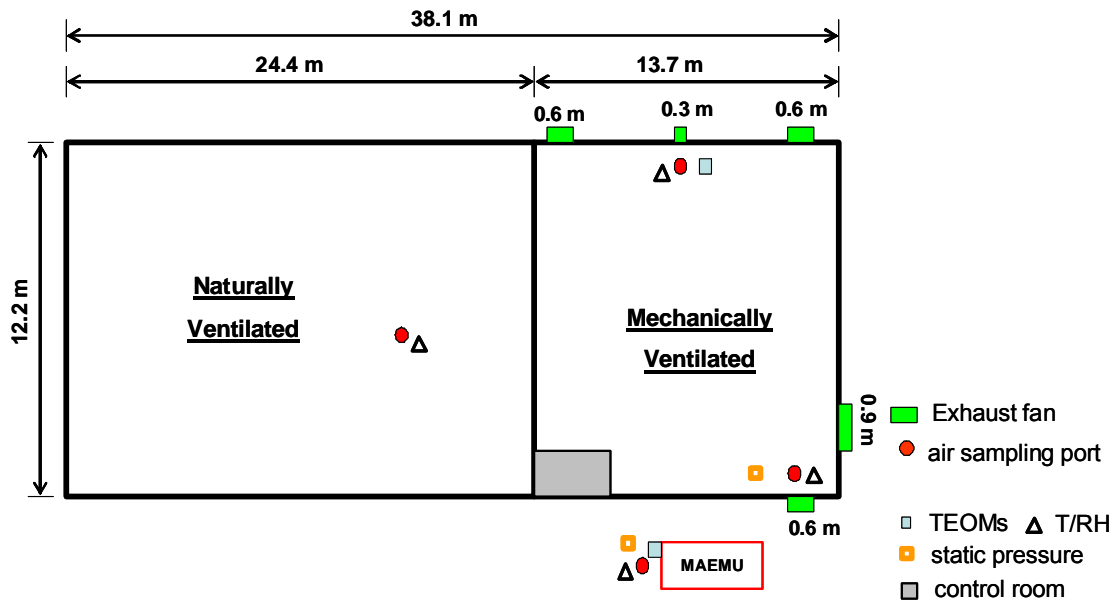 38.1 m
24.4 m
13.7 m
0.6 m
0.3 m
0.6 m
12.2 m
Naturally
Ventilated
Mechanically
Ventilated
0.9 m
Exhaust fan
air sampling port
0.6 m
TEOMs
T/RH
static pressure
MAEMU
control room